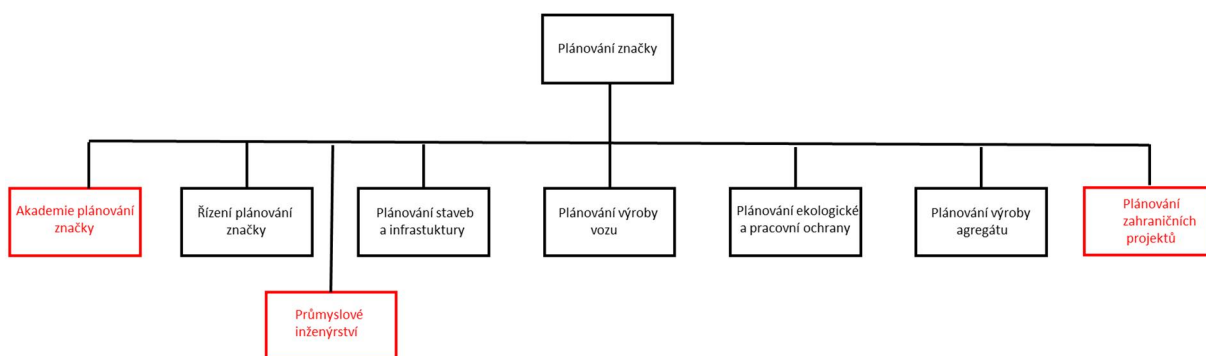 Plánování značky
Akademie plánování
značky
Řízení plánování
značky
Plánování staveb
a infrastuktury
Plánování výroby
vozu
Plánování ekologické
a pracovní ochrany
Plánování výroby
agregátu
Plánování
zahraničních
projektů
Průmyslové
inženýrství